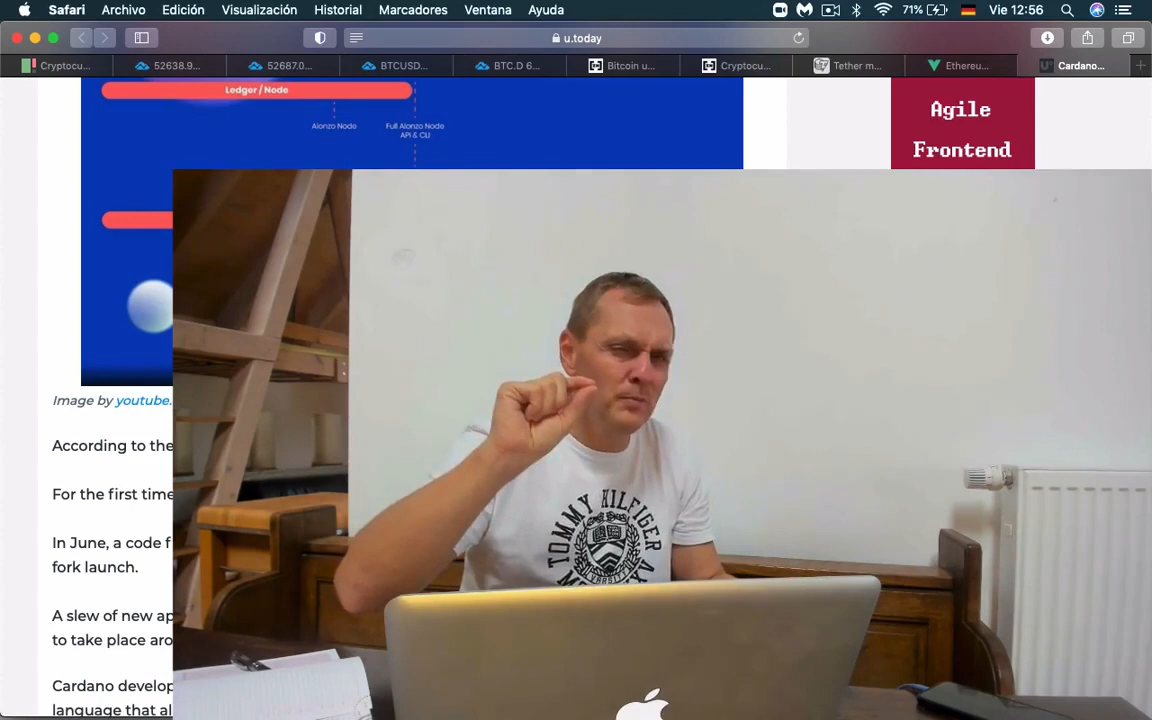 Safari Archivo Edición Visualización Historial Marcadores Ventana Ayuda 71% Vie 12:56
u.today
Cryptocu... 52638.9... 52687.0... BTCUSD... BTC.D 6... Bitcoin u... Cryptocu... Tether m... Ethereu... Cardano...
Ledger / Node
Alonzo Node
Full Alonzo Node
API & CLI
Agile
Frontend
Image by youtube.
According to the
For the first time
In June, a code f
fork launch.
A slew of new ap
to take place aro
Cardano develop
language that al
TOMMY HILFIGER